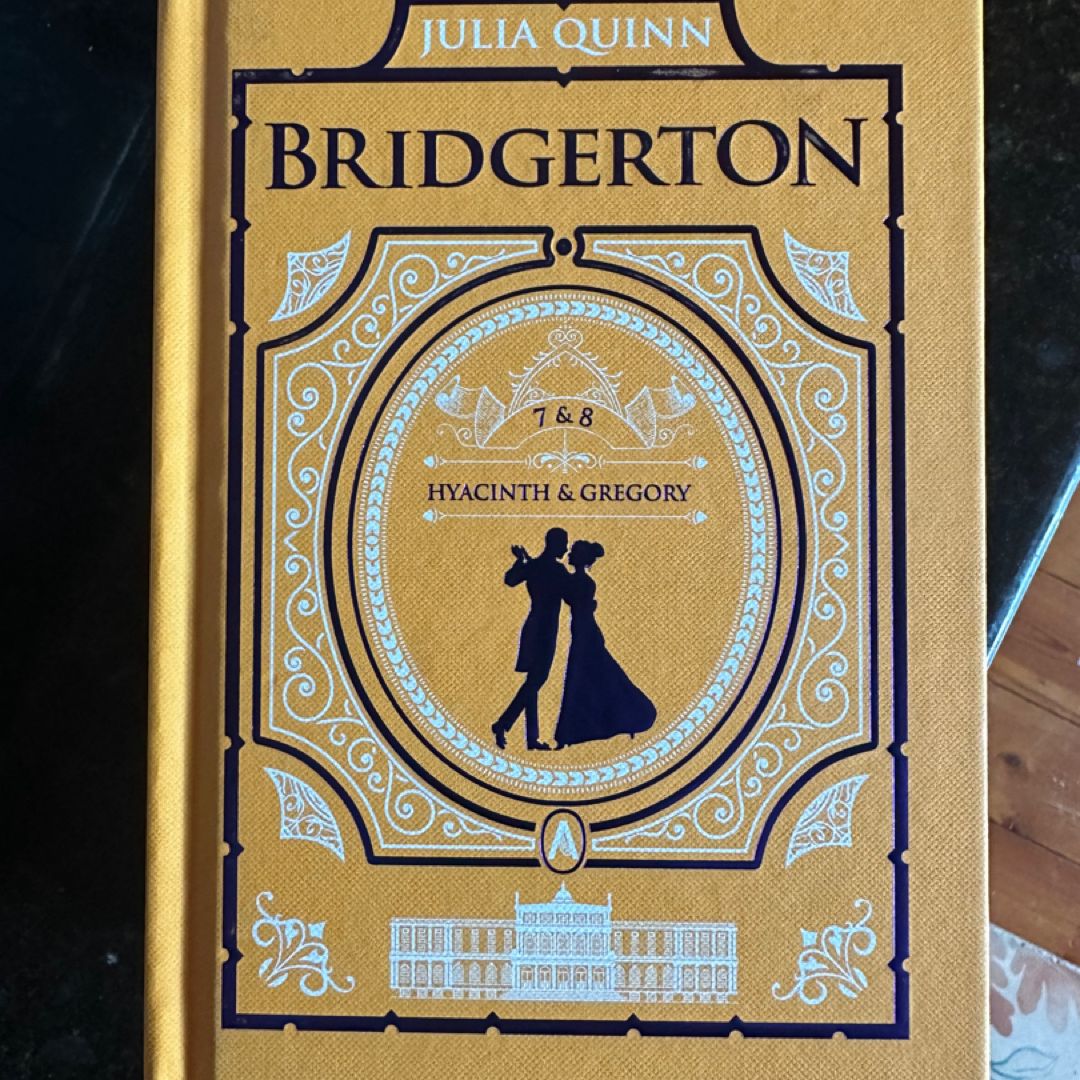 JULIA QUINN
BRIDGERTON
7 & 8
HYACINTH & GREGORY
A